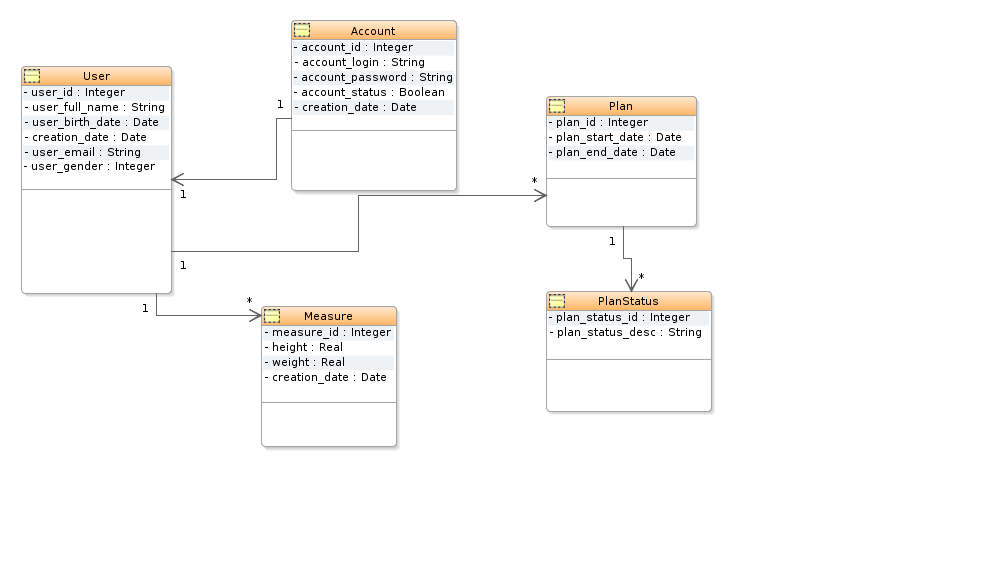 Account
- account_id : Integer
- account_login : String
- account_password : String
- account_status : Boolean
- creation_date : Date
User
- user_id : Integer
- user_full_name : String
- user_birth_date : Date
- creation_date : Date
- user_email : String
- user_gender : Integer
1
1
Plan
- plan_id : Integer
- plan_start_date : Date
- plan_end_date : Date
*
1
1
*
1
*
Measure
- measure_id : Integer
- height : Real
- weight : Real
- creation_date : Date
PlanStatus
- plan_status_id : Integer
- plan_status_desc : String